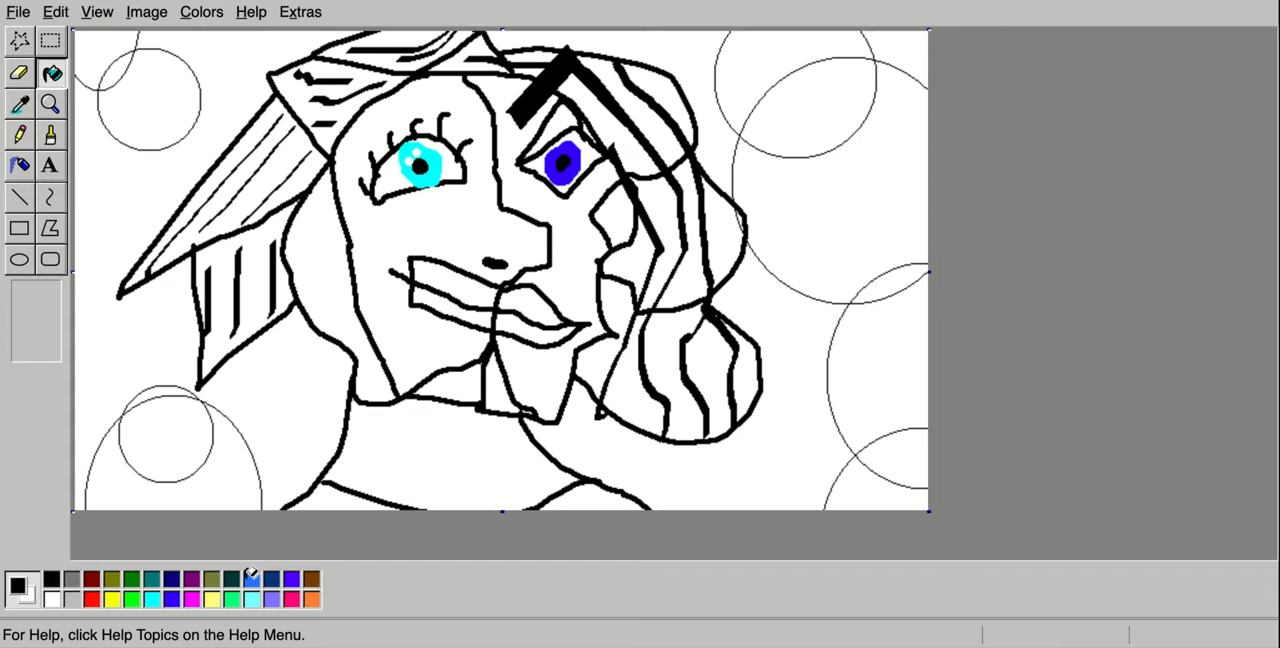 File Edit View Image Colors Help Extras
A
For Help, click Help Topics on the Help Menu.